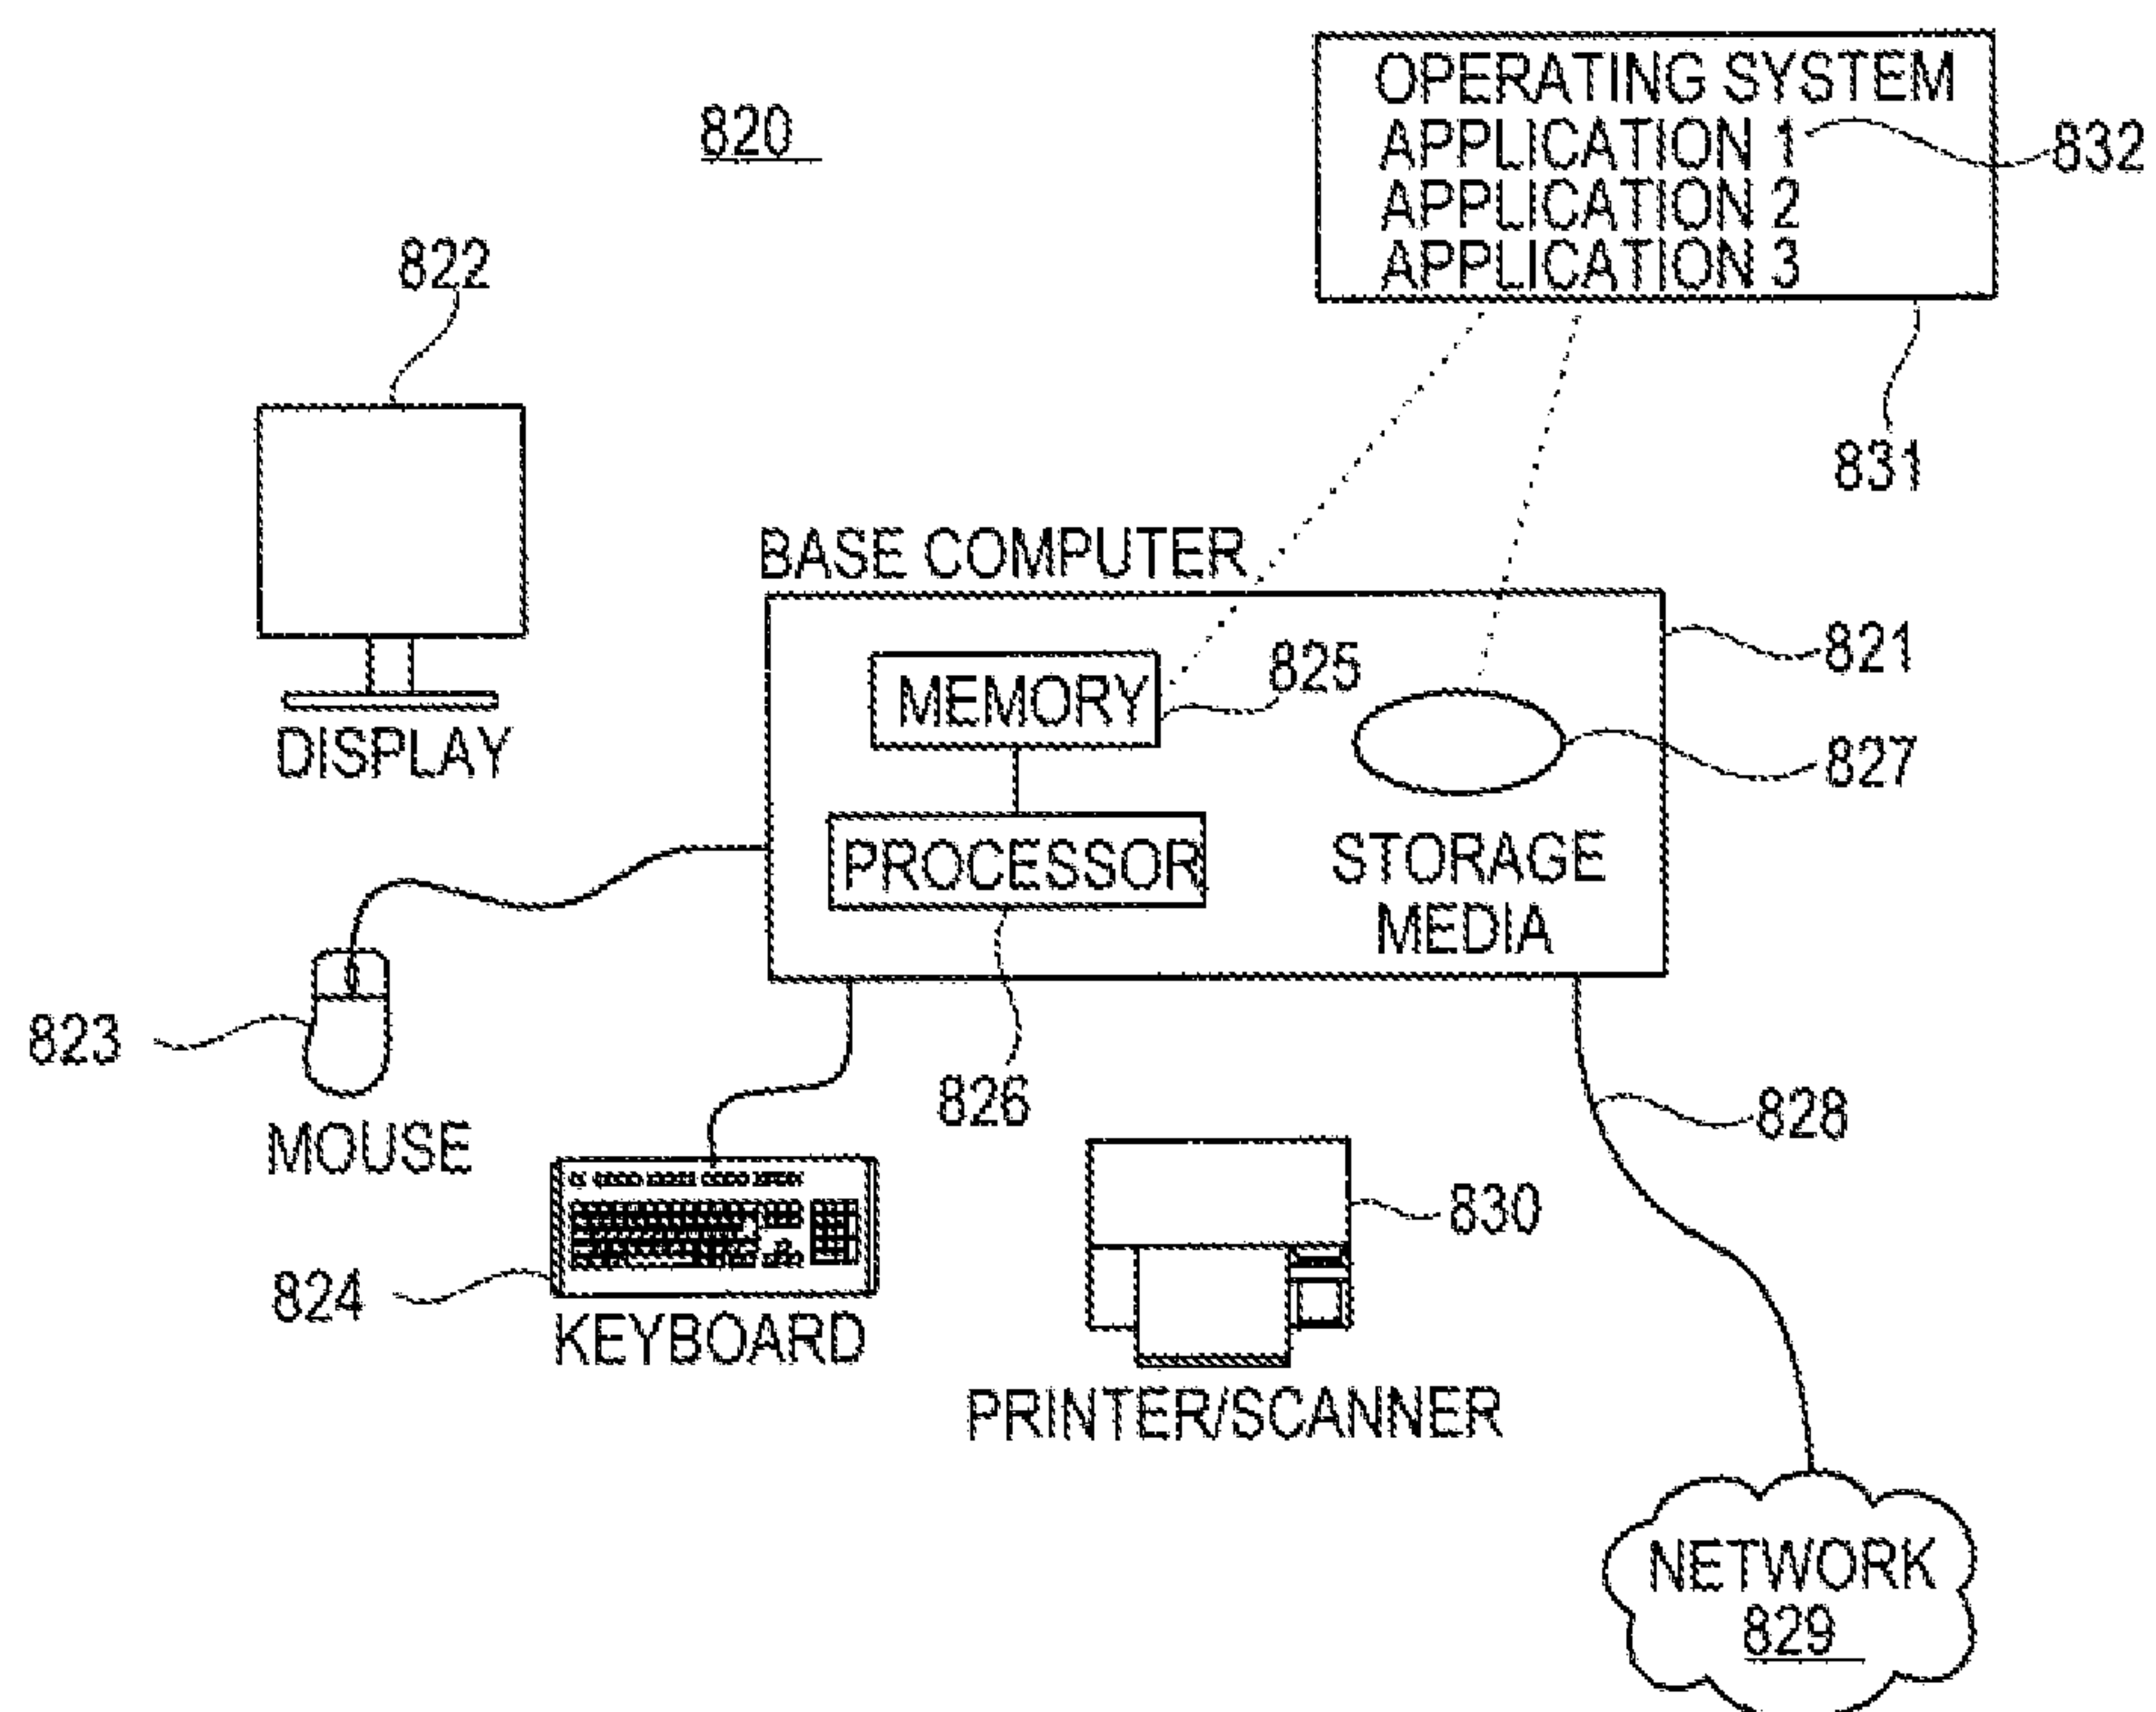 820
OPERATING SYSTEM
APPLICATION 1
APPLICATION 2
APPLICATION 3
832
822
831
BASE COMPUTER
821
MEMORY
825
827
DISPLAY
PROCESSOR
STORAGE
MEDIA
823
MOUSE
826
828
830
824
KEYBOARD
PRINTER/SCANNER
NETWORK
829